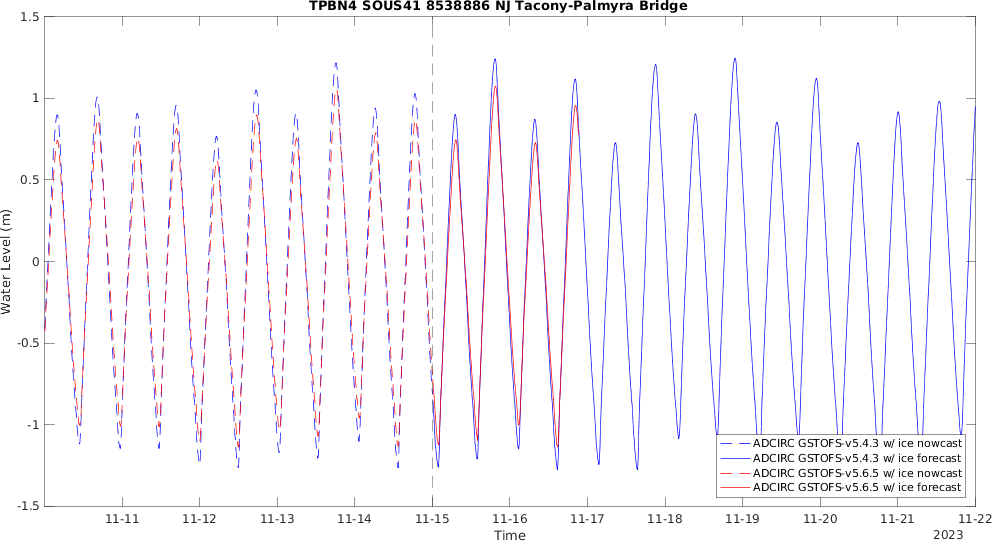 TPBN4 SOUS41 8538886 NJ Tacony-Palmyra Bridge
Water Level (m)
1.5
1
0.5
0
-0.5
-1
-1.5
ADCIRC GSTOFS-v5.4.3 w/ ice nowcast
ADCIRC GSTOFS-v5.4.3 w/ ice forecast
ADCIRC GSTOFS-v5.6.5 w/ ice nowcast
ADCIRC GSTOFS-v5.6.5 w/ ice forecast
11-11 11-12 11-13 11-14 11-15 11-16 11-17 11-18 11-19 11-20 11-21 11-22
Time
2023